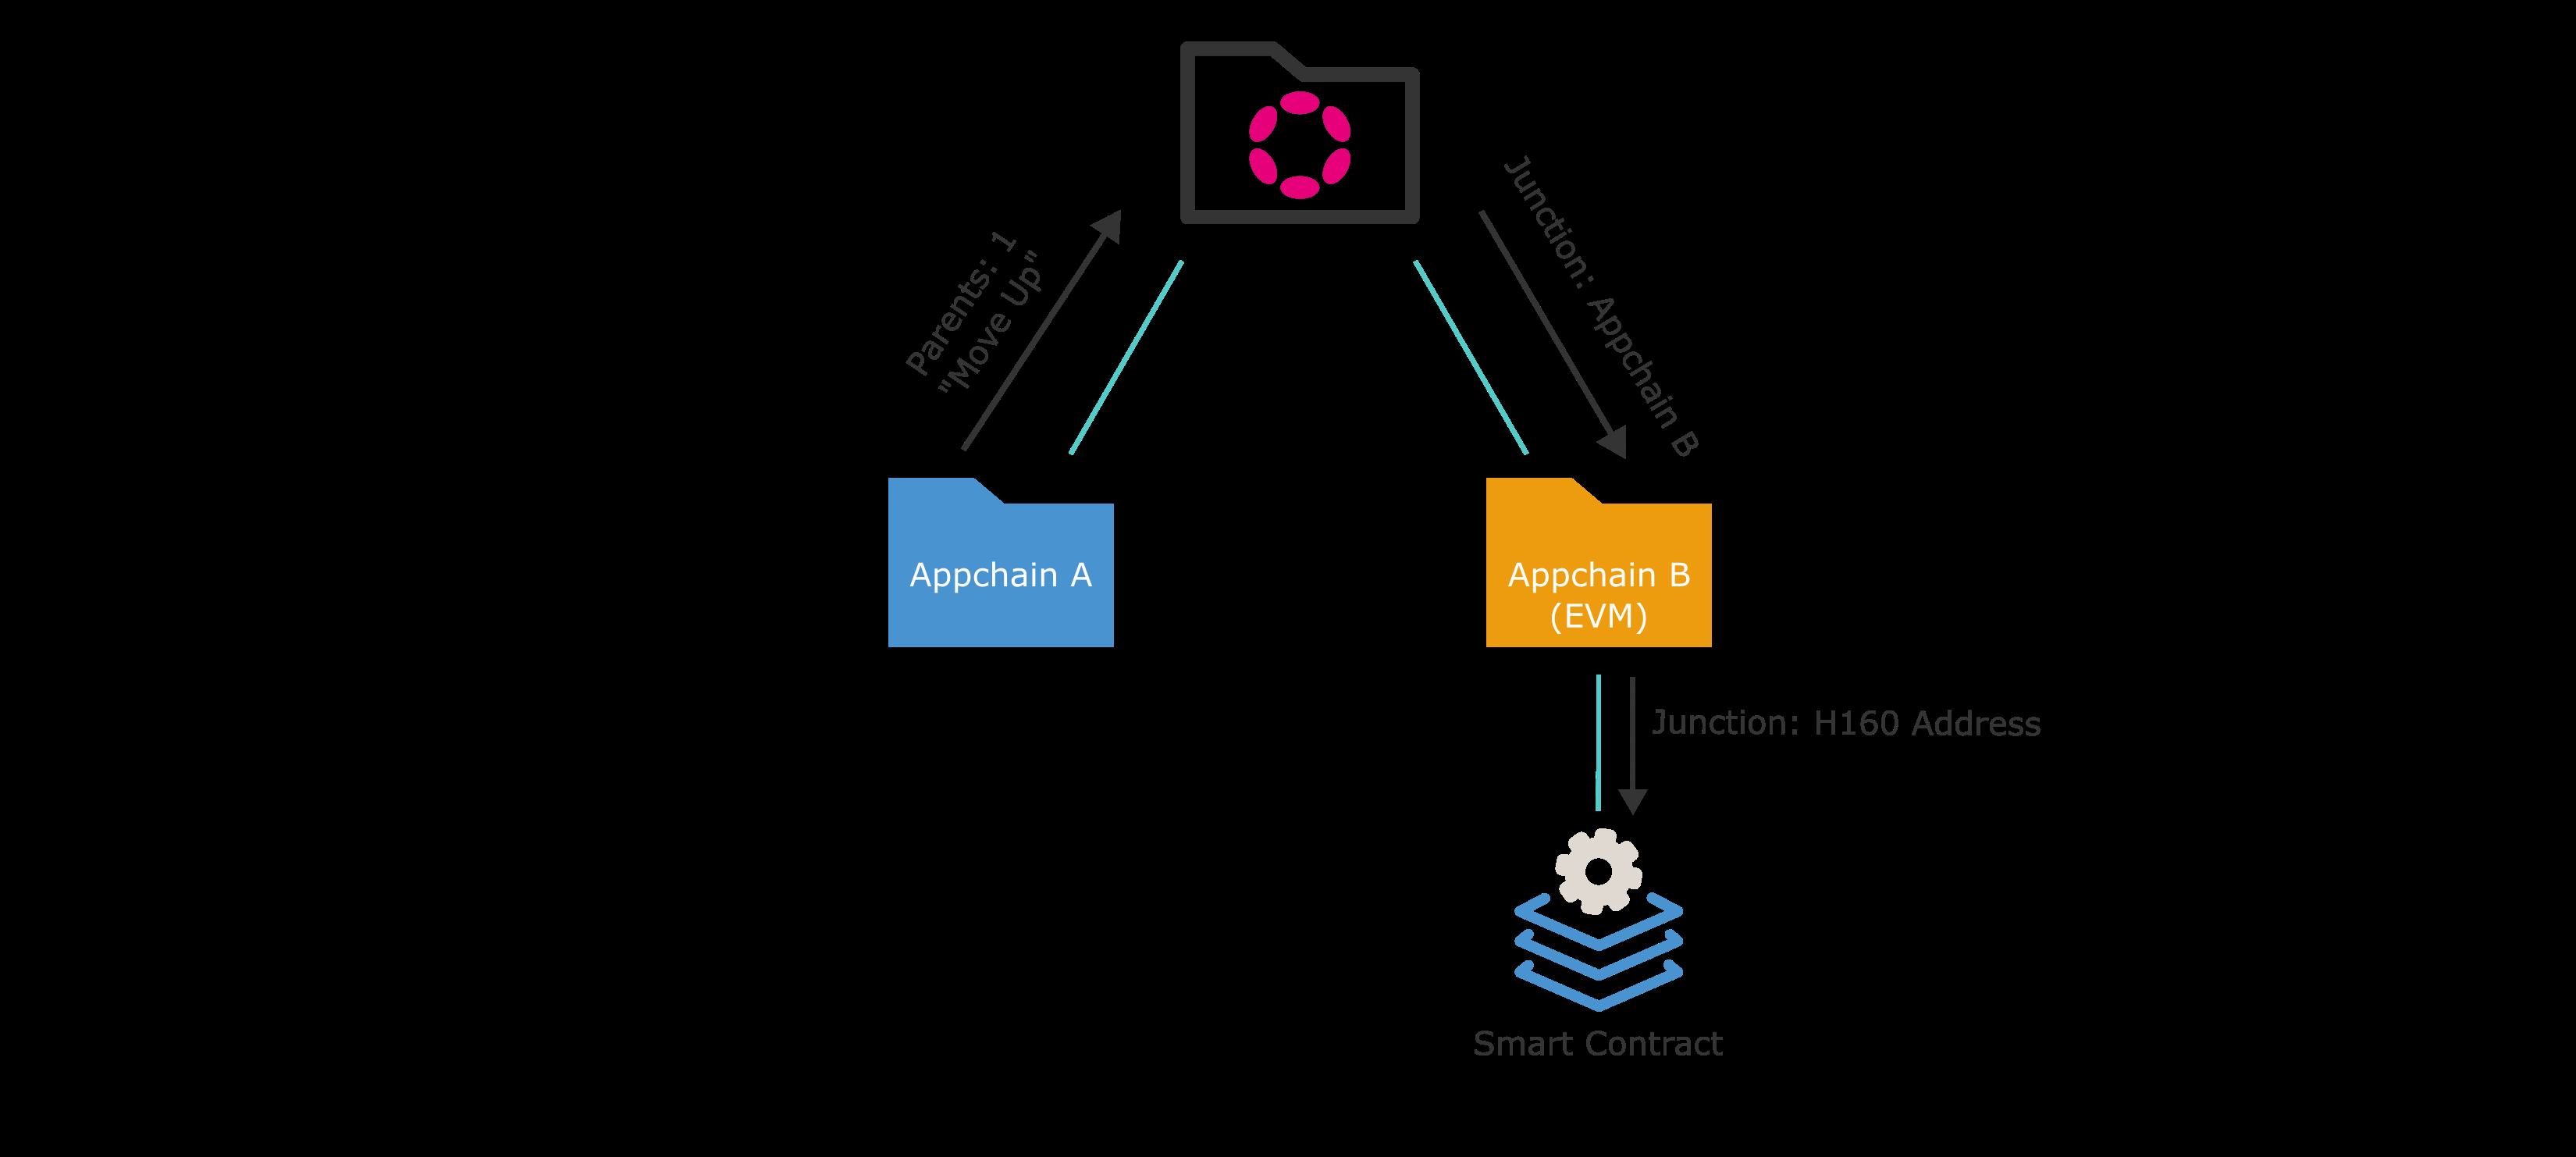 Parents: 1
"Move Up"
Junction: Appchain B
Appchain A
Appchain B
(EVM)
Junction: H160 Address
Smart Contract